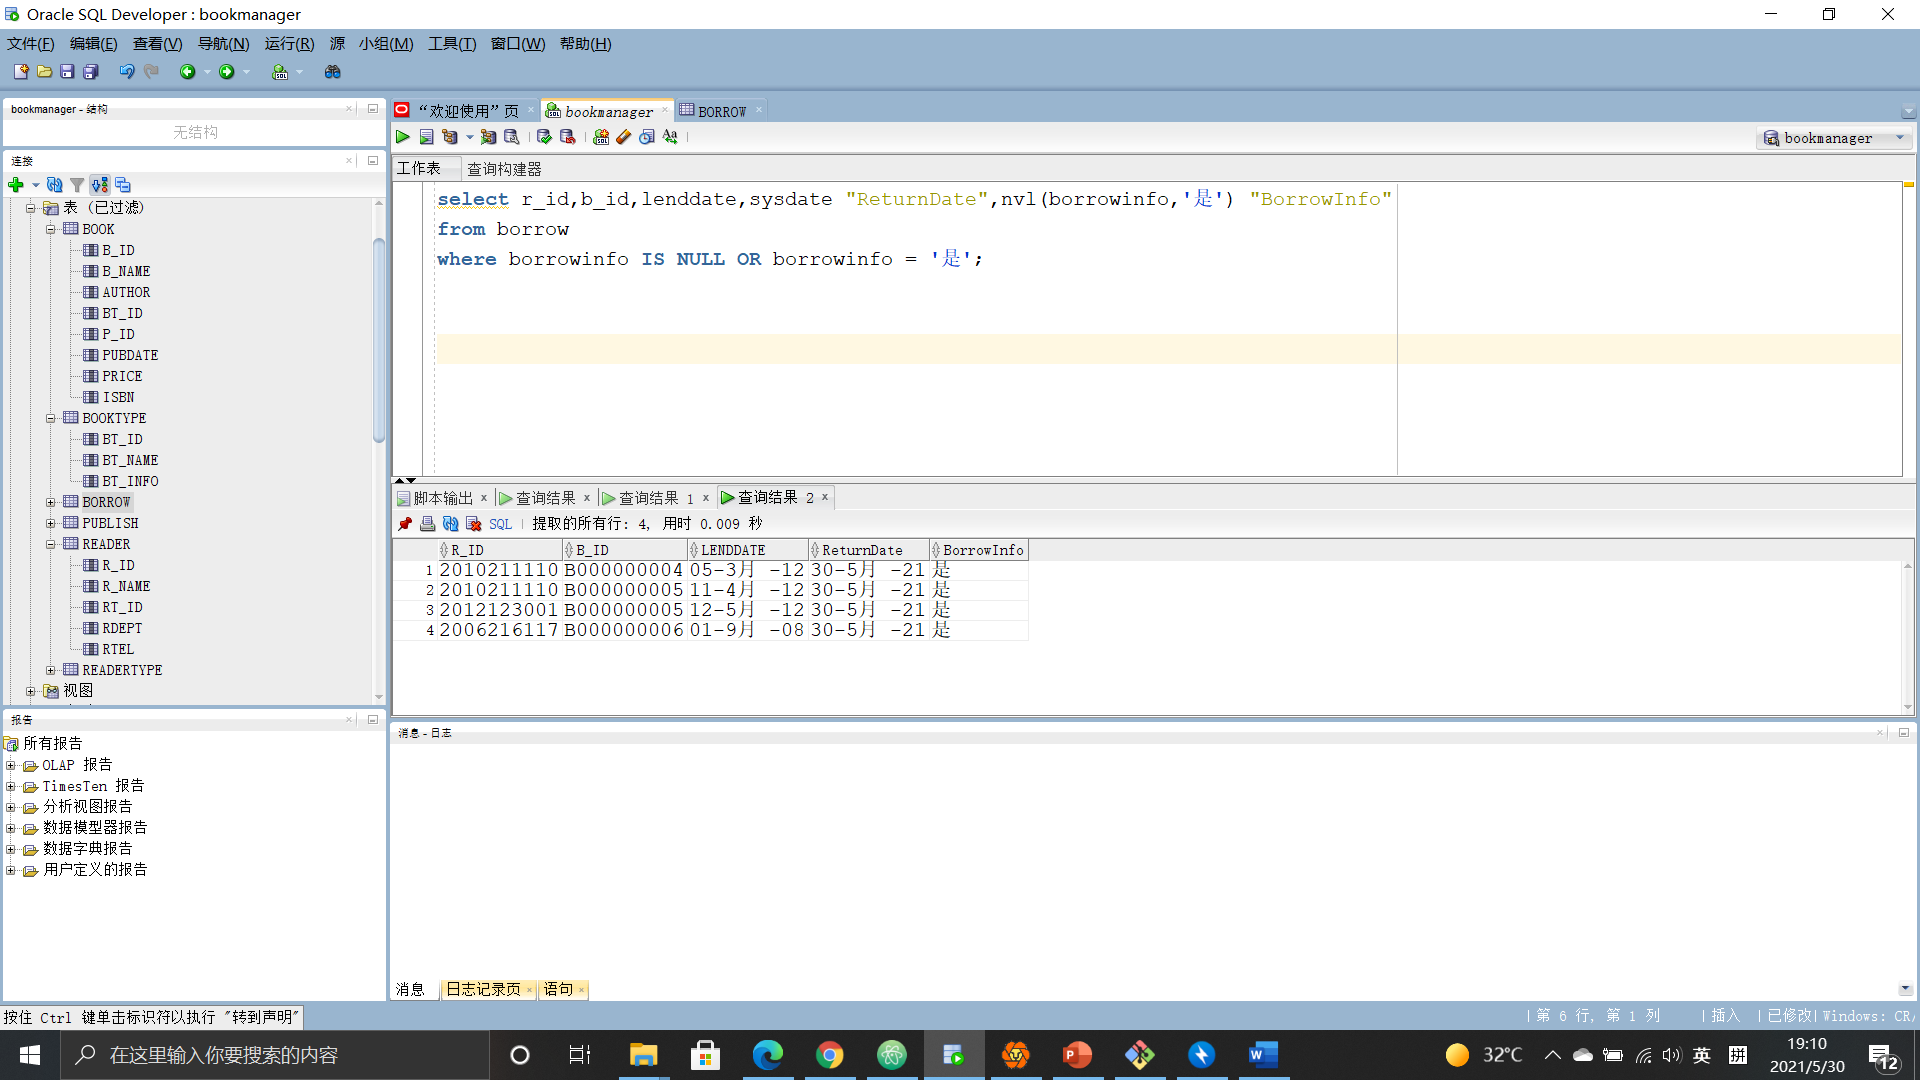 Oracle SQL Developer : bookmanager
文件(F) 编辑(E) 查看(V) 导航(N) 运行(R) 源 小组(M) 工具(T) 窗口(W) 帮助(H)
bookmanager - 结构
无结构
连接
表 (已过滤)
BOOK
B_ID
B_NAME
AUTHOR
BT_ID
P_ID
PUBDATE
PRICE
ISBN
BOOKTYPE
BT_ID
BT_NAME
BT_INFO
BORROW
PUBLISH
READER
R_ID
R_NAME
RT_ID
RDEPT
RTEL
READERTYPE
视图
报告
所有报告
OLAP 报告
TimesTen 报告
分析视图报告
数据模型器报告
数据字典报告
用户定义的报告
“欢迎使用”页 bookmanager BORROW
bookmanager
工作表 查询构建器
select r_id,b_id,lenddate,sysdate "ReturnDate",nvl(borrowinfo,'是') "BorrowInfo"
from borrow
where borrowinfo IS NULL OR borrowinfo = '是';
脚本输出 查询结果 查询结果 1 查询结果 2
SQL 提取的所有行: 4, 用时 0.009 秒
R_ID B_ID LENDDATE ReturnDate BorrowInfo
1 2010211110 B000000004 05-3月 -12 30-5月 -21 是
2 2010211110 B000000005 11-4月 -12 30-5月 -21 是
3 2012123001 B000000005 12-5月 -12 30-5月 -21 是
4 2006216117 B000000006 01-9月 -08 30-5月 -21 是
消息 - 日志
消息 日志记录页 语句
按住 Ctrl 键单击标识符以执行 "转到声明"
第 6 行, 第 1 列 插入 已修改 Windows: CR/
在这里输入你要搜索的内容
32°C 英 拼
19:10
2021/5/30
12